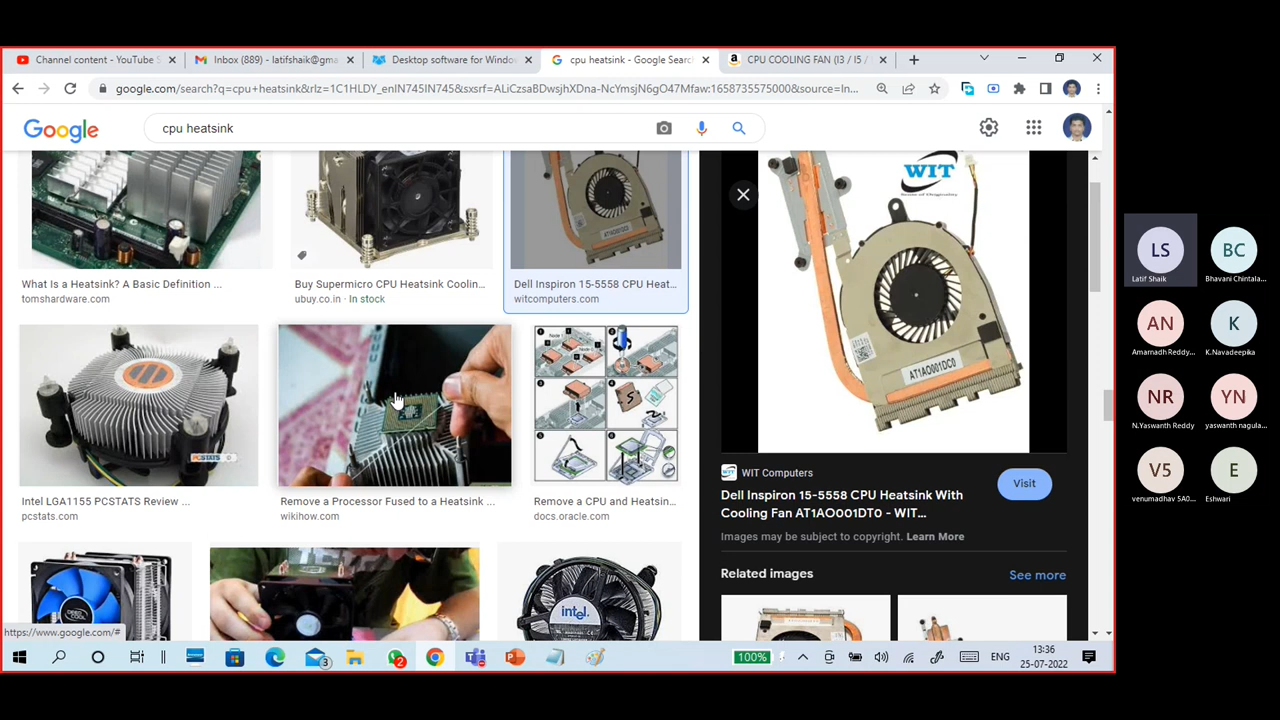 Channel content - YouTube S
Inbox (889) - latifshaik@gma
Desktop software for Window
cpu heatsink - Google Search
CPU COOLING FAN (I3 / I5 /
google.com/search?q=cpu+heatsink&rlz=1C1HLDY_enIN745IN745&sxsrf=ALiCzsaBDwsjhXDna-NcYmsjN6gO47Mfaw:1658735575000&source=ln...
Google
cpu heatsink
WIT
What Is a Heatsink? A Basic Definition ...
tomshardware.com
Buy Supermicro CPU Heatsink Coolin...
ubuy.co.in · In stock
Dell Inspiron 15-5558 CPU Heat...
witcomputers.com
AT1AO001DC0
PCSTATS
Intel LGA1155 PCSTATS Review ...
pcstats.com
Remove a Processor Fused to a Heatsink ...
wikihow.com
Remove a CPU and Heatsin...
docs.oracle.com
WIT Computers
Dell Inspiron 15-5558 CPU Heatsink With
Cooling Fan AT1AO001DT0 - WIT...
Visit
Images may be subject to copyright. Learn More
Related images
See more
intel
https://www.google.com/#
LS
Latif Shaik
BC
Bhavani Chintala...
AN
Amarnadh Reddy...
K
K.Navadeepika
NR
N.Yaswanth Reddy
YN
yaswanth nagula...
V5
venumadhav 5A0...
E
Eshwari
3
2
100%
ENG
13:36
25-07-2022